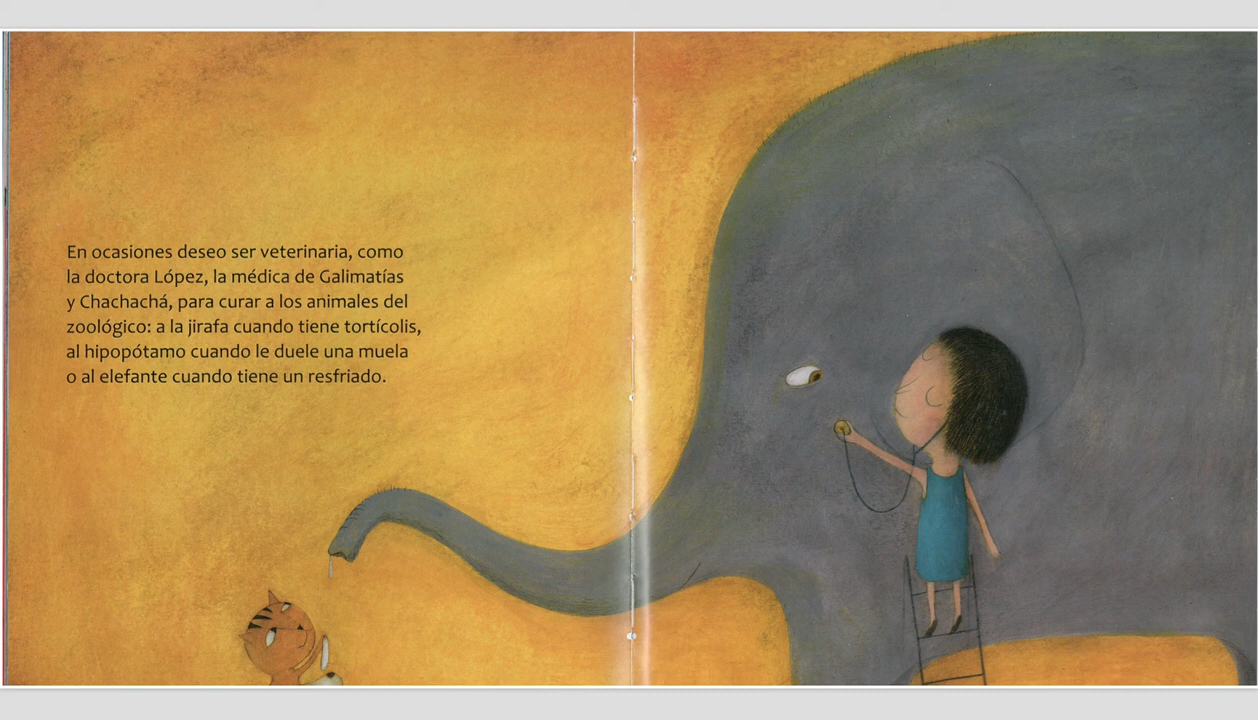 En ocasiones deseo ser veterinaria, como
la doctora López, la médica de Galimatías
y Chachachá, para curar a los animales del
zoológico: a la jirafa cuando tiene tortícolis,
al hipopótamo cuando le duele una muela
o al elefante cuando tiene un resfriado.